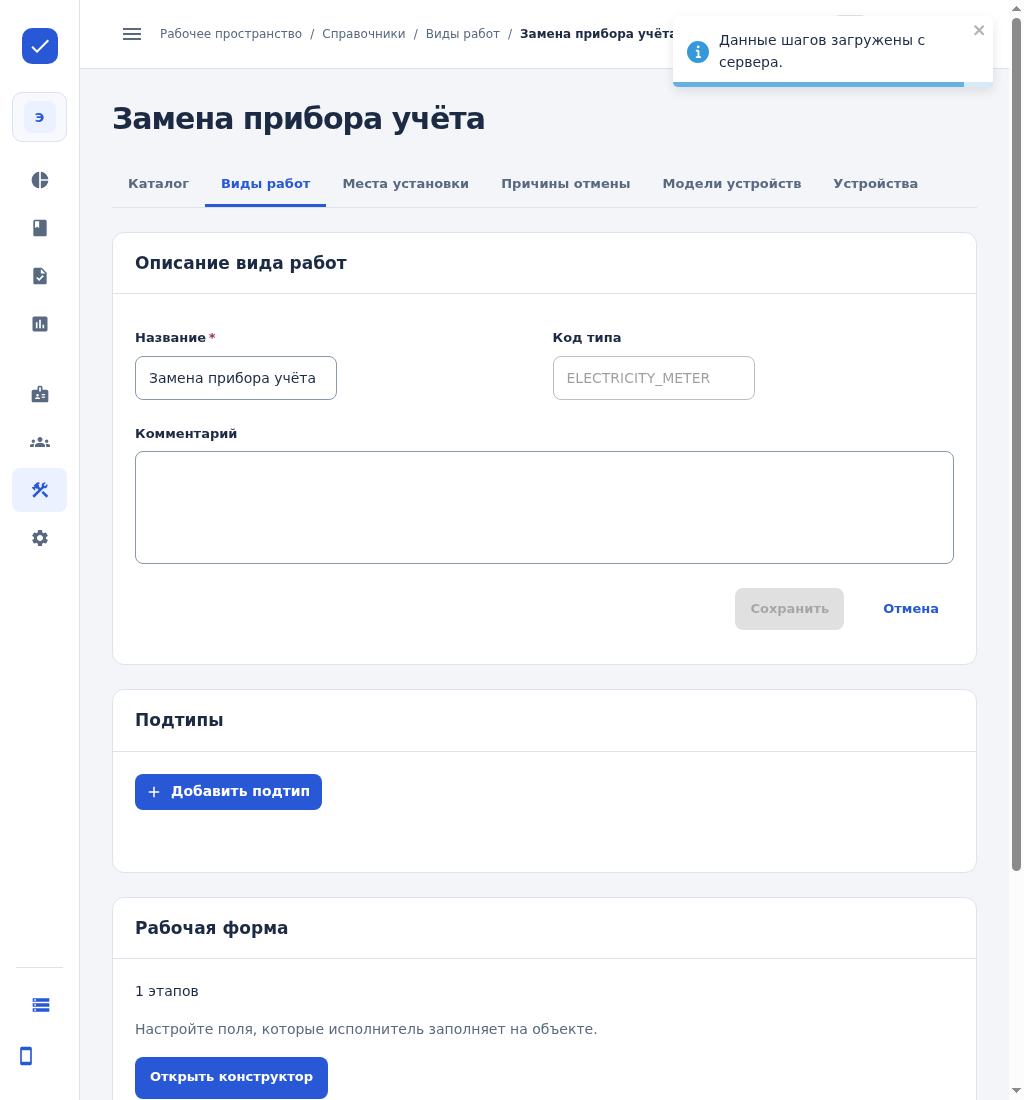 Рабочее пространство / Справочники / Виды работ / Замена прибора учёта
Данные шагов загружены с
сервера.
Э
Замена прибора учёта
Каталог Виды работ Места установки Причины отмены Модели устройств Устройства
Описание вида работ
Название * Код типа
Замена прибора учёта ELECTRICITY_METER
Комментарий
Сохранить Отмена
Подтипы
+ Добавить подтип
Рабочая форма
1 этапов
Настройте поля, которые исполнитель заполняет на объекте.
Открыть конструктор